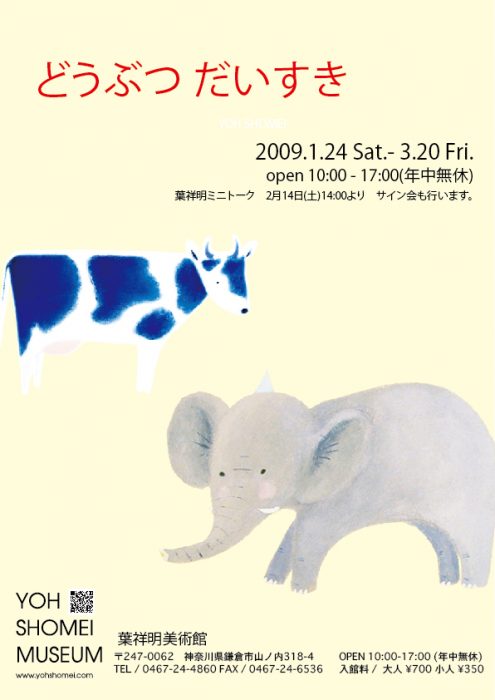 どうぶつ だいすき
YOH SHOMEI
2009.1.24 Sat.- 3.20 Fri.
open 10:00 - 17:00(年中無休)
葉祥明ミニトーク　2月14日(土)14:00より　サイン会も行います。
YOH
SHOMEI
MUSEUM
www.yohshomei.com
葉祥明美術館
〒247-0062　神奈川県鎌倉市山ノ内318-4
TEL / 0467-24-4860 FAX / 0467-24-6536
OPEN 10:00-17:00 (年中無休)
入館料 / 大人 ¥700 小人 ¥350